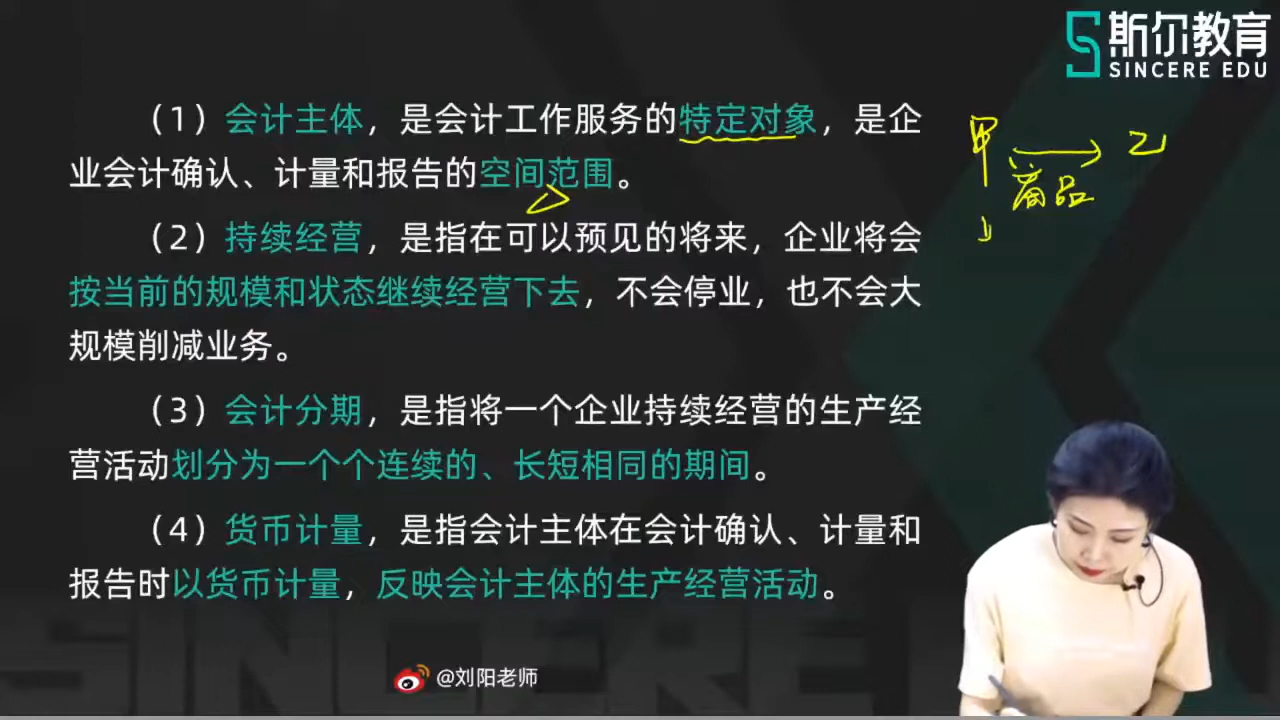 斯尔教育
SINCERE EDU
（1）会计主体，是会计工作服务的特定对象，是企
业会计确认、计量和报告的空间范围。
（2）持续经营，是指在可以预见的将来，企业将会
按当前的规模和状态继续经营下去，不会停业，也不会大
规模削减业务。
（3）会计分期，是指将一个企业持续经营的生产经
营活动划分为一个个连续的、长短相同的期间。
（4）货币计量，是指会计主体在会计确认、计量和
报告时以货币计量，反映会计主体的生产经营活动。
甲 乙
商品
SINCERE
@刘阳老师